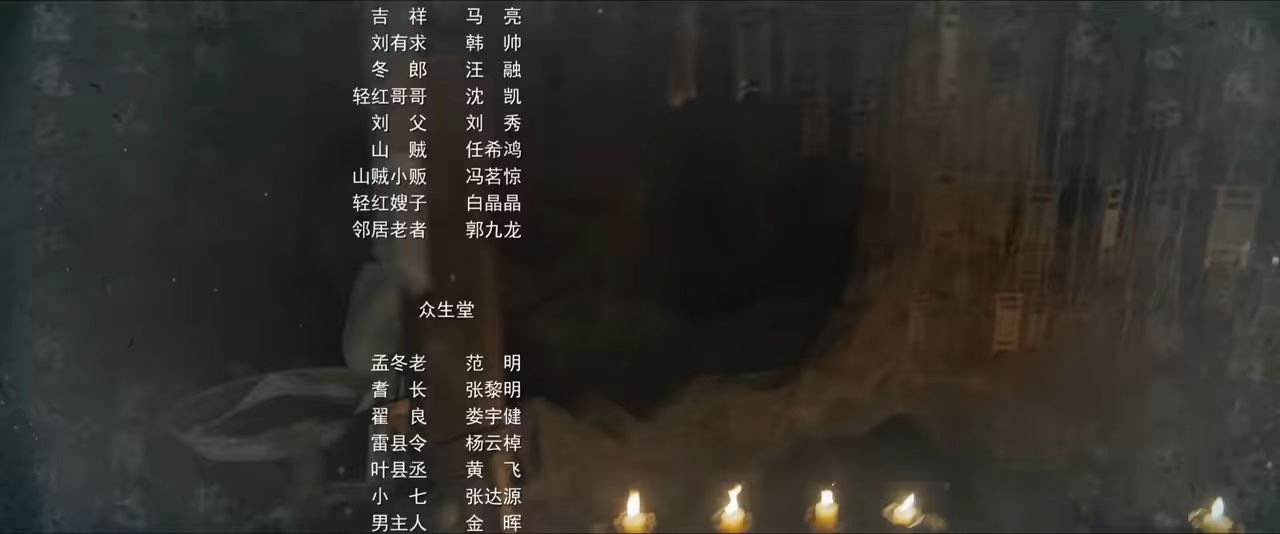 吉祥 马亮
刘有求 韩帅
冬郎 汪融
轻红哥哥 沈凯
刘父 刘秀
山贼 任希鸿
山贼小贩 冯茗惊
轻红嫂子 白晶晶
邻居老者 郭九龙
众生堂
孟冬老 范明
耆长 张黎明
翟良 娄宇健
雷县令 杨云棹
叶县丞 黄飞
小七 张达源
男主人 金晖